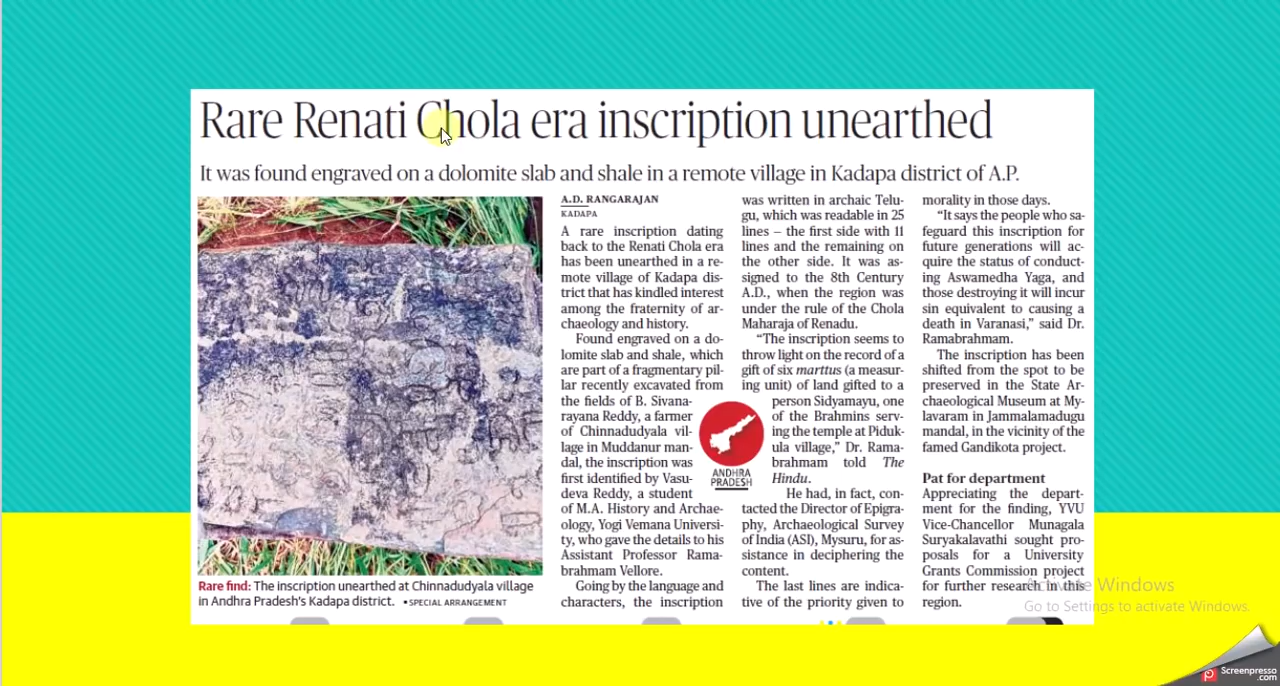 Rare Renati Chola era inscription unearthed
It was found engraved on a dolomite slab and shale in a remote village in Kadapa district of A.P.
Rare find: The inscription unearthed at Chinnadudyala village
in Andhra Pradesh's Kadapa district. •SPECIAL ARRANGEMENT
A.D. RANGARAJAN
KADAPA
A rare inscription dating
back to the Renati Chola era
has been unearthed in a re-
mote village of Kadapa dis-
trict that has kindled interest
among the fraternity of ar-
chaeology and history.
Found engraved on a do-
lomite slab and shale, which
are part of a fragmentary pil-
lar recently excavated from
the fields of B. Sivana-
rayana Reddy, a farmer
of Chinnadudyala vil-
lage in Muddanur man-
dal, the inscription was
first identified by Vasu-
deva Reddy, a student
of M.A. History and Archae-
ology, Yogi Vemana Universi-
ty, who gave the details to his
Assistant Professor Rama-
brahmam Vellore.
Going by the language and
characters, the inscription
was written in archaic Telu-
gu, which was readable in 25
lines – the first side with 11
lines and the remaining on
the other side. It was as-
signed to the 8th Century
A.D., when the region was
under the rule of the Chola
Maharaja of Renadu.
“The inscription seems to
throw light on the record of a
gift of six marttus (a measur-
ing unit) of land gifted to a
person Sidyamayu, one
of the Brahmins serv-
ing the temple at Piduk-
ula village,” Dr. Rama-
brahmam told The
Hindu.
ANDHRA
PRADESH
He had, in fact, con-
tacted the Director of Epigra-
phy, Archaeological Survey
of India (ASI), Mysuru, for as-
sistance in deciphering the
content.
The last lines are indica-
tive of the priority given to
morality in those days.
“It says the people who sa-
feguard this inscription for
future generations will ac-
quire the status of conduct-
ing Aswamedha Yaga, and
those destroying it will incur
sin equivalent to causing a
death in Varanasi,” said Dr.
Ramabrahmam.
The inscription has been
shifted from the spot to be
preserved in the State Ar-
chaeological Museum at My-
lavaram in Jammalamadugu
mandal, in the vicinity of the
famed Gandikota project.
Pat for department
Appreciating the depart-
ment for the finding, YVU
Vice-Chancellor Munagala
Suryakalavathi sought pro-
posals for a University
Grants Commission project
for further research in this
region.
Activate Windows
Go to Settings to activate Windows.
Screenpresso
.com